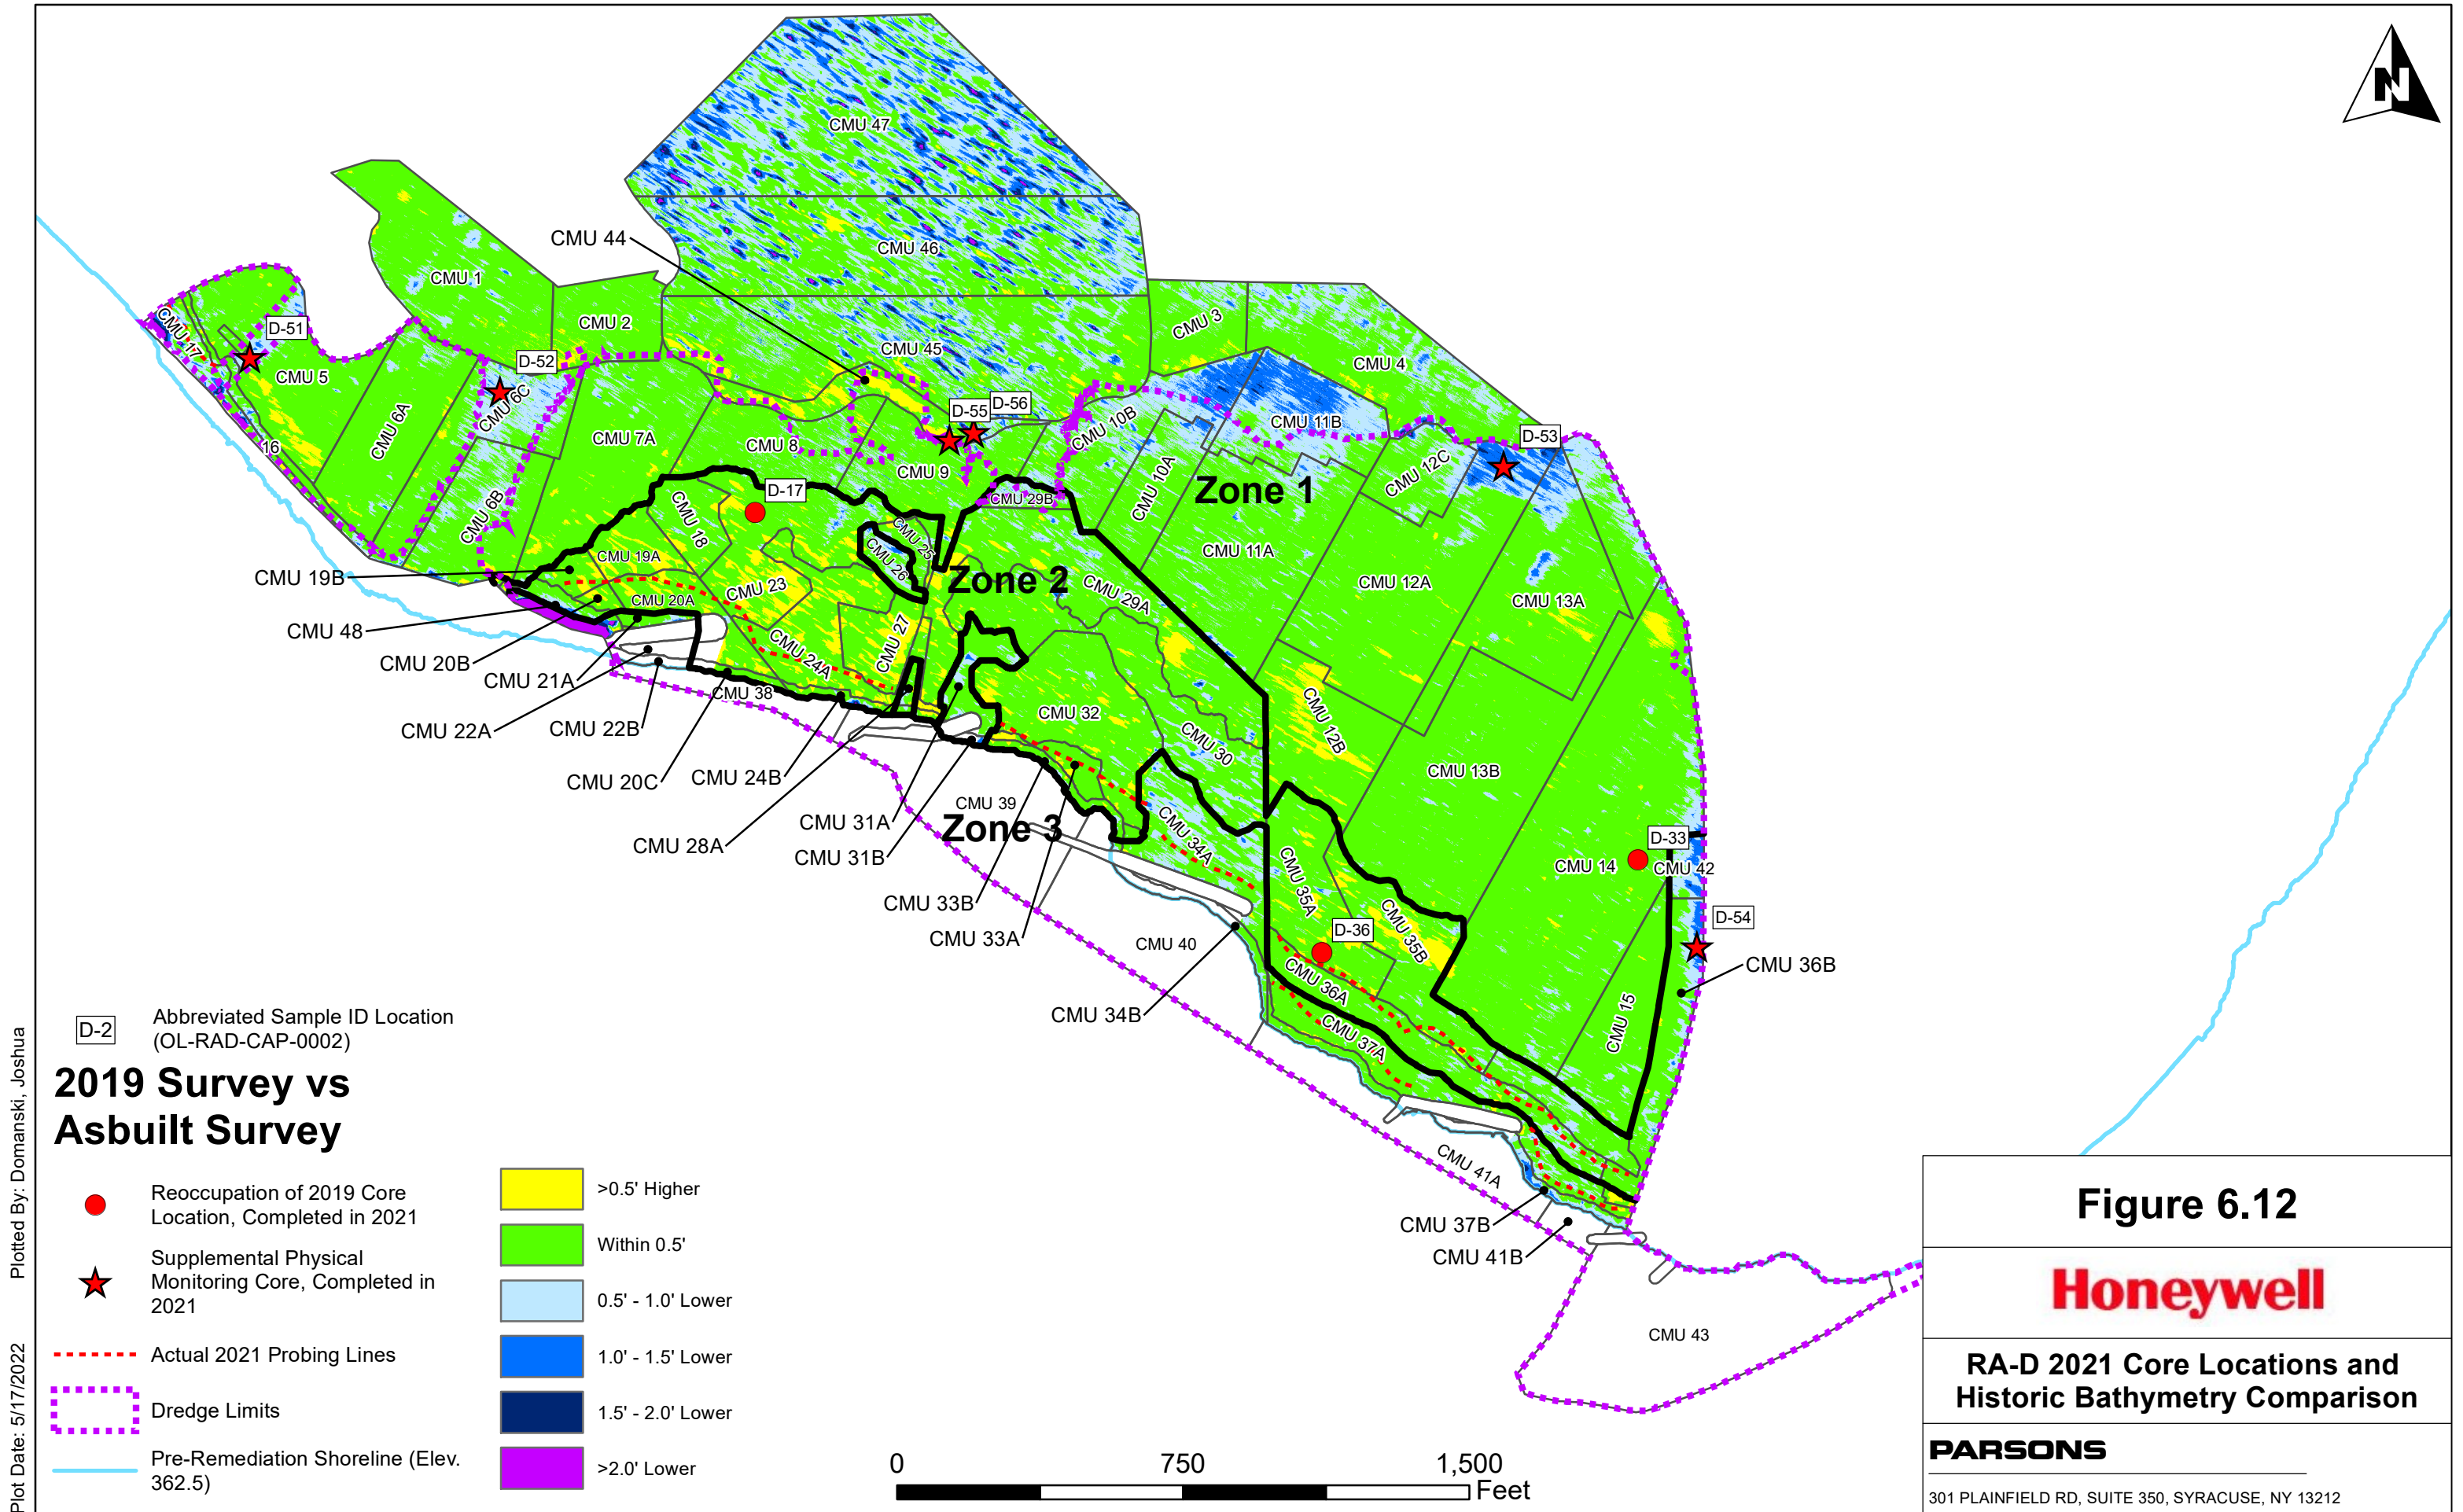 N
CMU 47
CMU 44
CMU 46
CMU 1
CMU 2
CMU 3
CMU 17
D-51
CMU 45
CMU 4
CMU 5
D-52
CMU 6C
D-55
D-56
CMU 10B
CMU 11B
D-53
CMU 6A
16
CMU 7A
CMU 8
CMU 9
CMU 12C
CMU 10A
Zone 1
D-17
CMU 29B
CMU 6B
CMU 18
CMU 25
CMU 26
CMU 11A
CMU 19A
CMU 19B
Zone 2
CMU 23
CMU 29A
CMU 12A
CMU 13A
CMU 20A
CMU 48
CMU 27
CMU 20B
CMU 24A
CMU 21A
CMU 38
CMU 32
CMU 12B
CMU 22A
CMU 22B
CMU 30
CMU 20C
CMU 24B
CMU 13B
CMU 39
Zone 3
CMU 31A
CMU 28A
CMU 31B
CMU 34A
D-33
CMU 14
CMU 42
CMU 35A
CMU 33B
CMU 35B
D-54
CMU 33A
CMU 40
D-36
CMU 36B
CMU 36A
CMU 34B
CMU 15
CMU 37A
CMU 41A
CMU 37B
CMU 41B
CMU 43
D-2
Abbreviated Sample ID Location
(OL-RAD-CAP-0002)
2019 Survey vs
Asbuilt Survey
Reoccupation of 2019 Core
Location, Completed in 2021
Supplemental Physical
Monitoring Core, Completed in
2021
Actual 2021 Probing Lines
Dredge Limits
Pre-Remediation Shoreline (Elev.
362.5)
>0.5' Higher
Within 0.5'
0.5' - 1.0' Lower
1.0' - 1.5' Lower
1.5' - 2.0' Lower
>2.0' Lower
0 750 1,500
Feet
Figure 6.12
Honeywell
RA-D 2021 Core Locations and
Historic Bathymetry Comparison
PARSONS
301 PLAINFIELD RD, SUITE 350, SYRACUSE, NY 13212
Plot Date: 5/17/2022 Plotted By: Domanski, Joshua